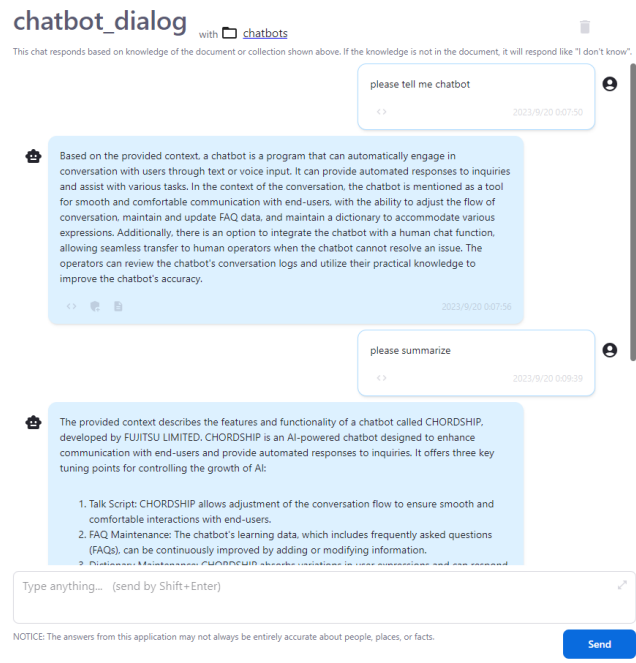 chatbot_dialog with chatbots
This chat responds based on knowledge of the document or collection shown above. If the knowledge is not in the document, it will respond like "I don't know".
please tell me chatbot
2023/9/20 0:07:50
Based on the provided context, a chatbot is a program that can automatically engage in
conversation with users through text or voice input. It can provide automated responses to inquiries
and assist with various tasks. In the context of the conversation, the chatbot is mentioned as a tool
for smooth and comfortable communication with end-users, with the ability to adjust the flow of
conversation, maintain and update FAQ data, and maintain a dictionary to accommodate various
expressions. Additionally, there is an option to integrate the chatbot with a human chat function,
allowing seamless transfer to human operators when the chatbot cannot resolve an issue. The
operators can review the chatbot's conversation logs and utilize their practical knowledge to
improve the chatbot's accuracy.
2023/9/20 0:07:56
please summarize
2023/9/20 0:09:39
The provided context describes the features and functionality of a chatbot called CHORDSHIP,
developed by FUJITSU LIMITED. CHORDSHIP is an AI-powered chatbot designed to enhance
communication with end-users and provide automated responses to inquiries. It offers three key
tuning points for controlling the growth of AI:
1. Talk Script: CHORDSHIP allows adjustment of the conversation flow to ensure smooth and
comfortable interactions with end-users.
2. FAQ Maintenance: The chatbot's learning data, which includes frequently asked questions
(FAQs), can be continuously improved by adding or modifying information.
3. Dictionary Maintenance: CHORDSHIP absorbs variations in user expressions and can respond
Type anything... (send by Shift+Enter)
NOTICE: The answers from this application may not always be entirely accurate about people, places, or facts.
Send